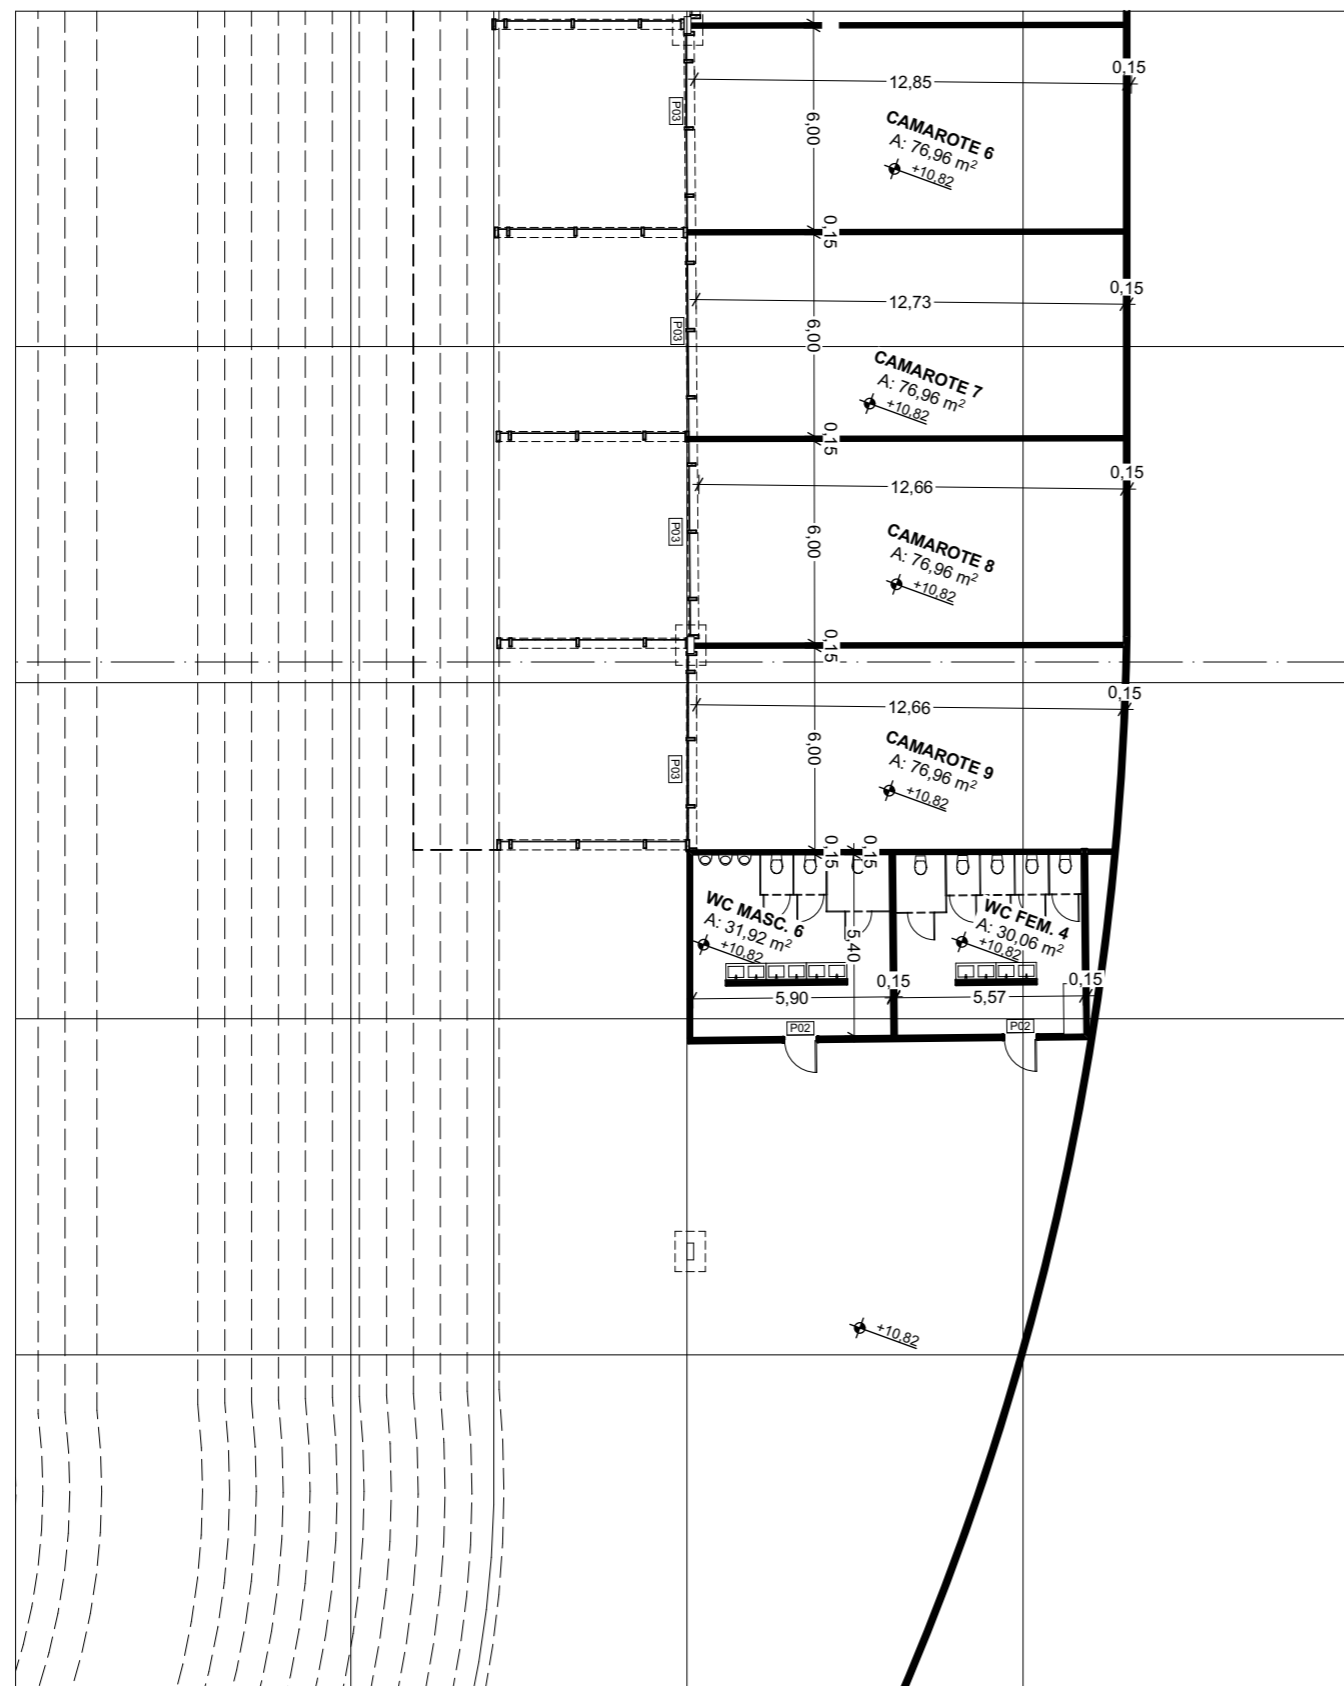 0,15
12,85
P03
6,00
CAMAROTE 6
A: 76,96 m²
+10,82
0,15
0,15
12,73
P03
6,00
CAMAROTE 7
A: 76,96 m²
+10,82
0,15
0,15
12,66
P03
6,00
CAMAROTE 8
A: 76,96 m²
+10,82
0,15
0,15
12,66
P03
6,00
CAMAROTE 9
A: 76,96 m²
+10,82
0,15
0,15
WC MASC. 6
A: 31,92 m²
+10,82
5,40
WC FEM. 4
A: 30,06 m²
+10,82
0,15
0,15
5,90
5,57
P02
P02
+10,82